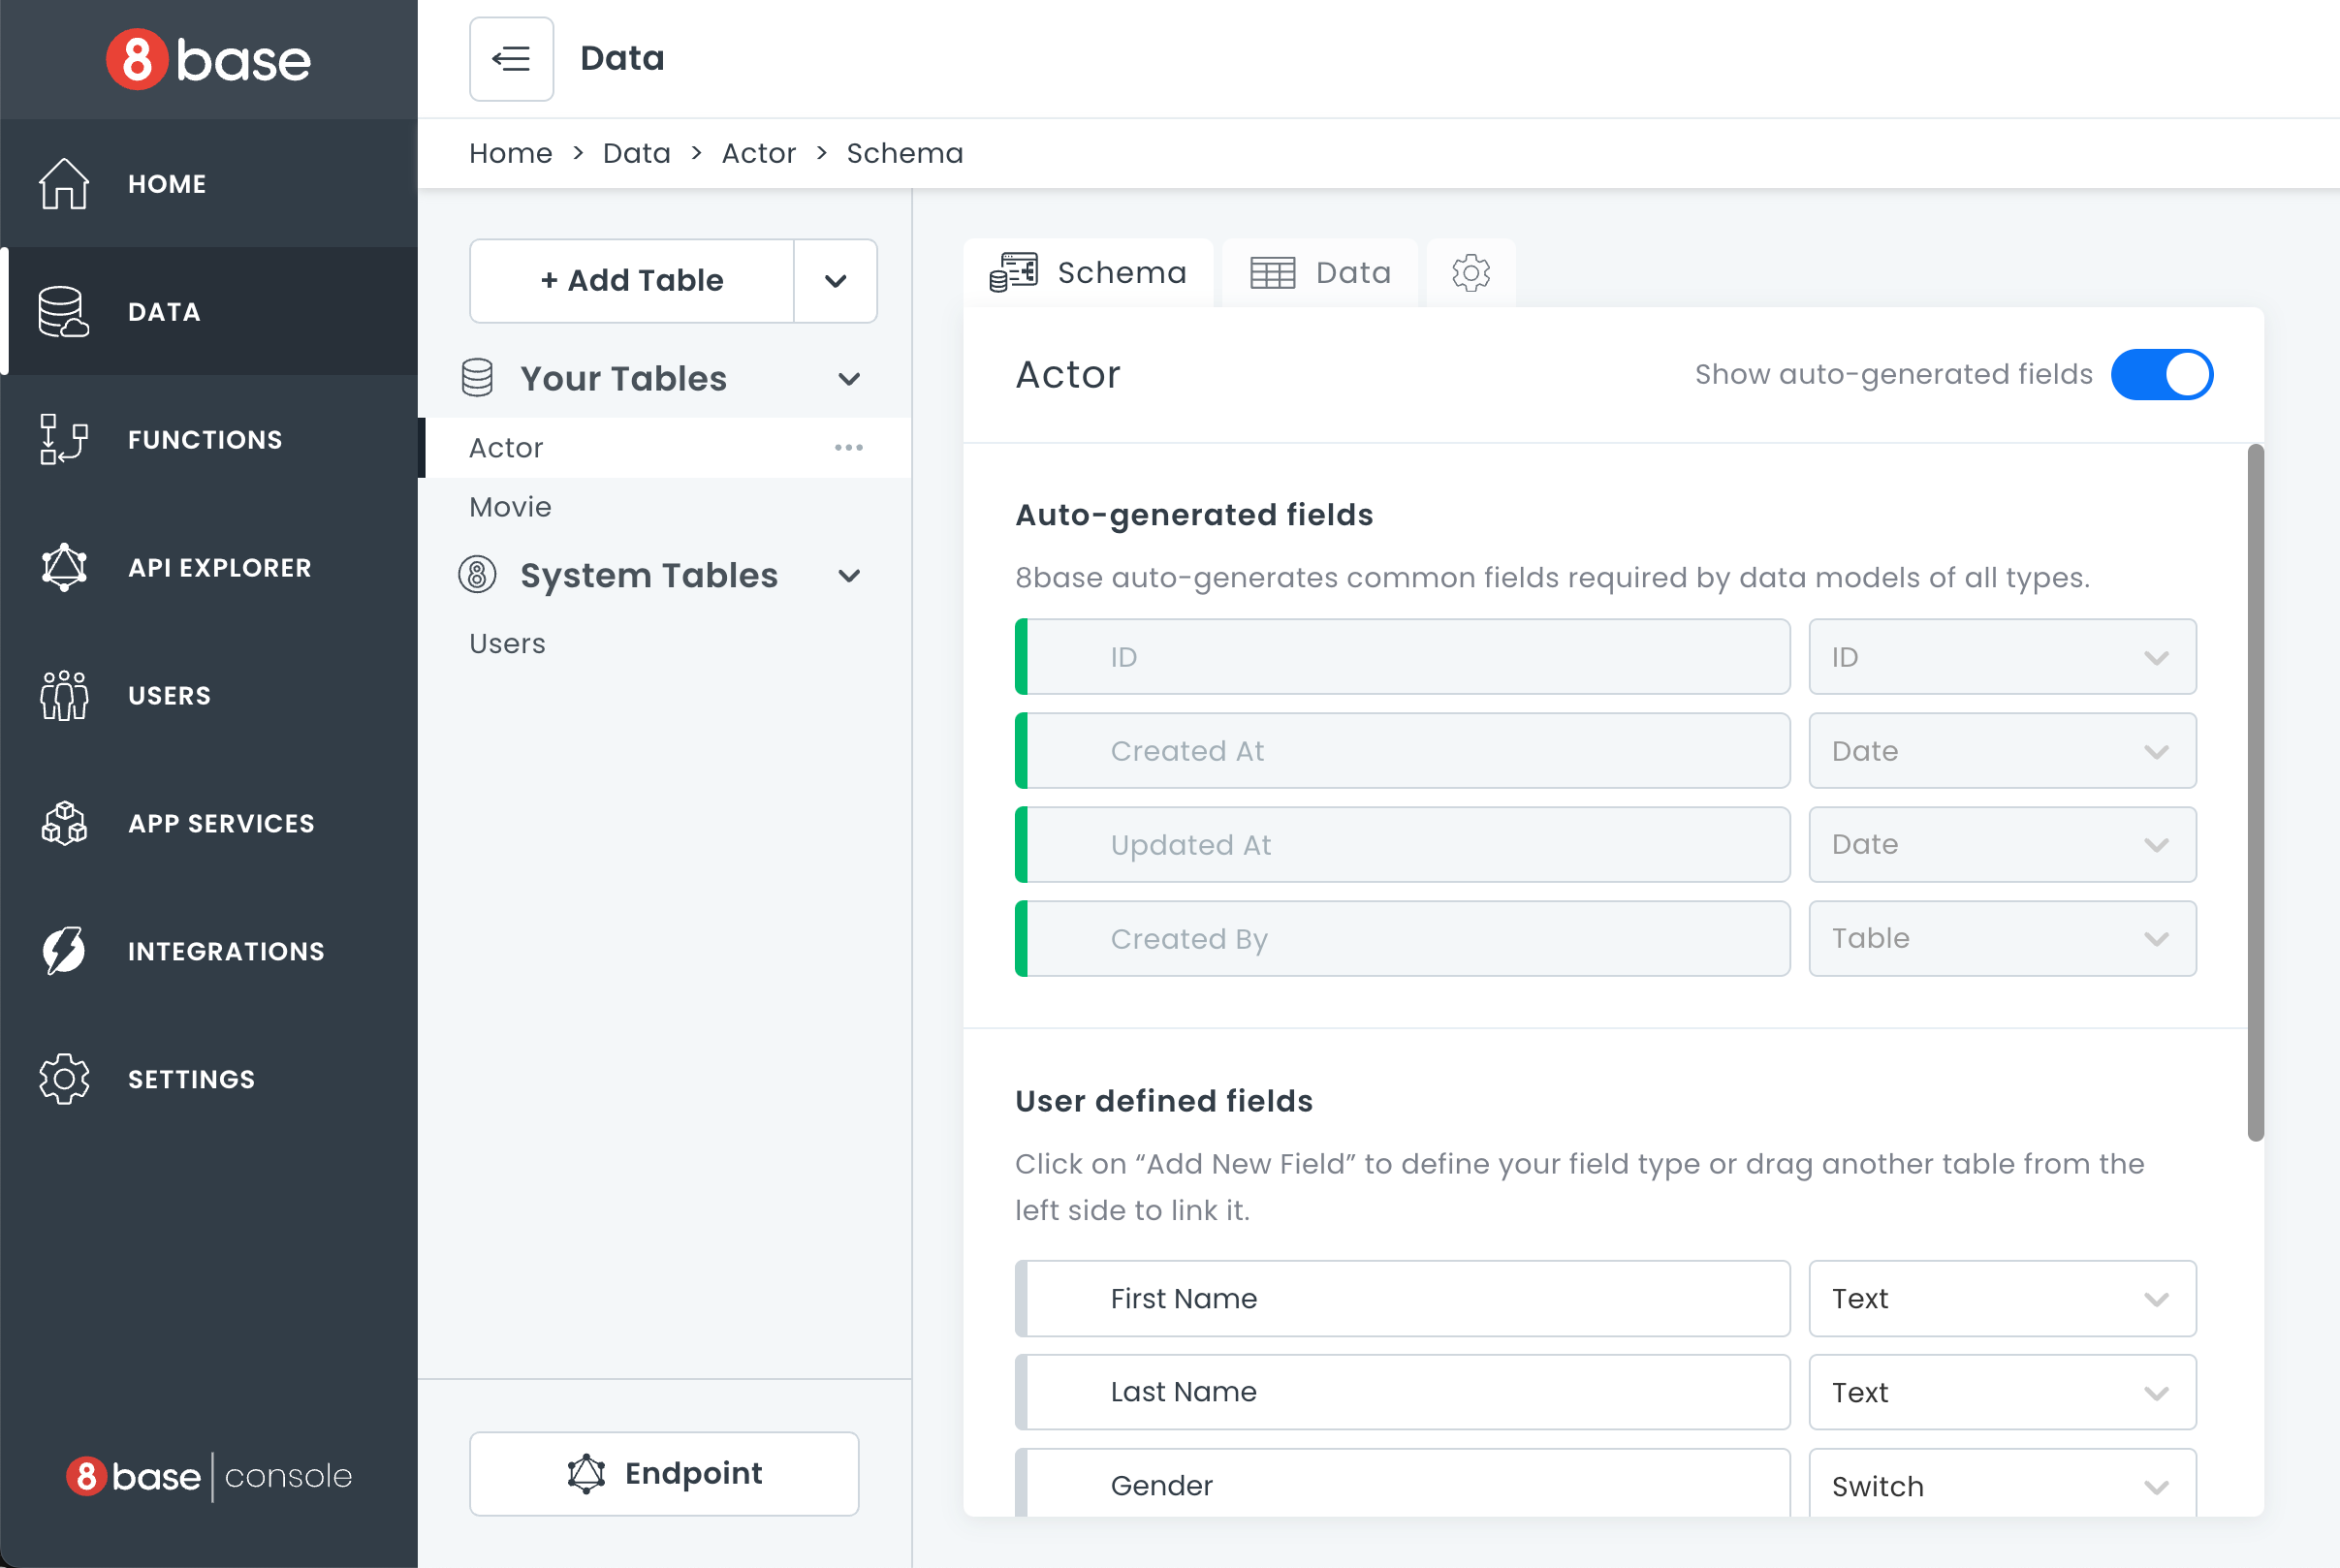 8base
HOME
DATA
FUNCTIONS
API EXPLORER
USERS
APP SERVICES
INTEGRATIONS
SETTINGS
8base | console
Data
Home > Data > Actor > Schema
+ Add Table
Your Tables
Actor
Movie
8 System Tables
Users
Endpoint
Schema
Data
Actor
Show auto-generated fields
Auto-generated fields
8base auto-generates common fields required by data models of all types.
ID ID
Created At Date
Updated At Date
Created By Table
User defined fields
Click on “Add New Field” to define your field type or drag another table from the
left side to link it.
First Name Text
Last Name Text
Gender Switch